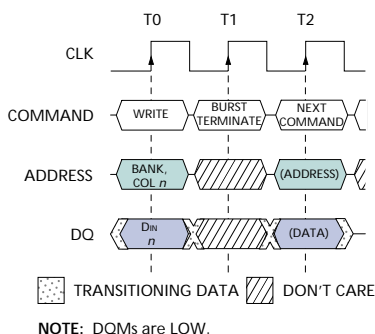 T0 T1 T2
CLK
COMMAND WRITE BURST TERMINATE NEXT COMMAND
ADDRESS BANK, COL n (ADDRESS)
DQ DIN n (DATA)
TRANSITIONING DATA DON'T CARE
NOTE: DQMs are LOW.